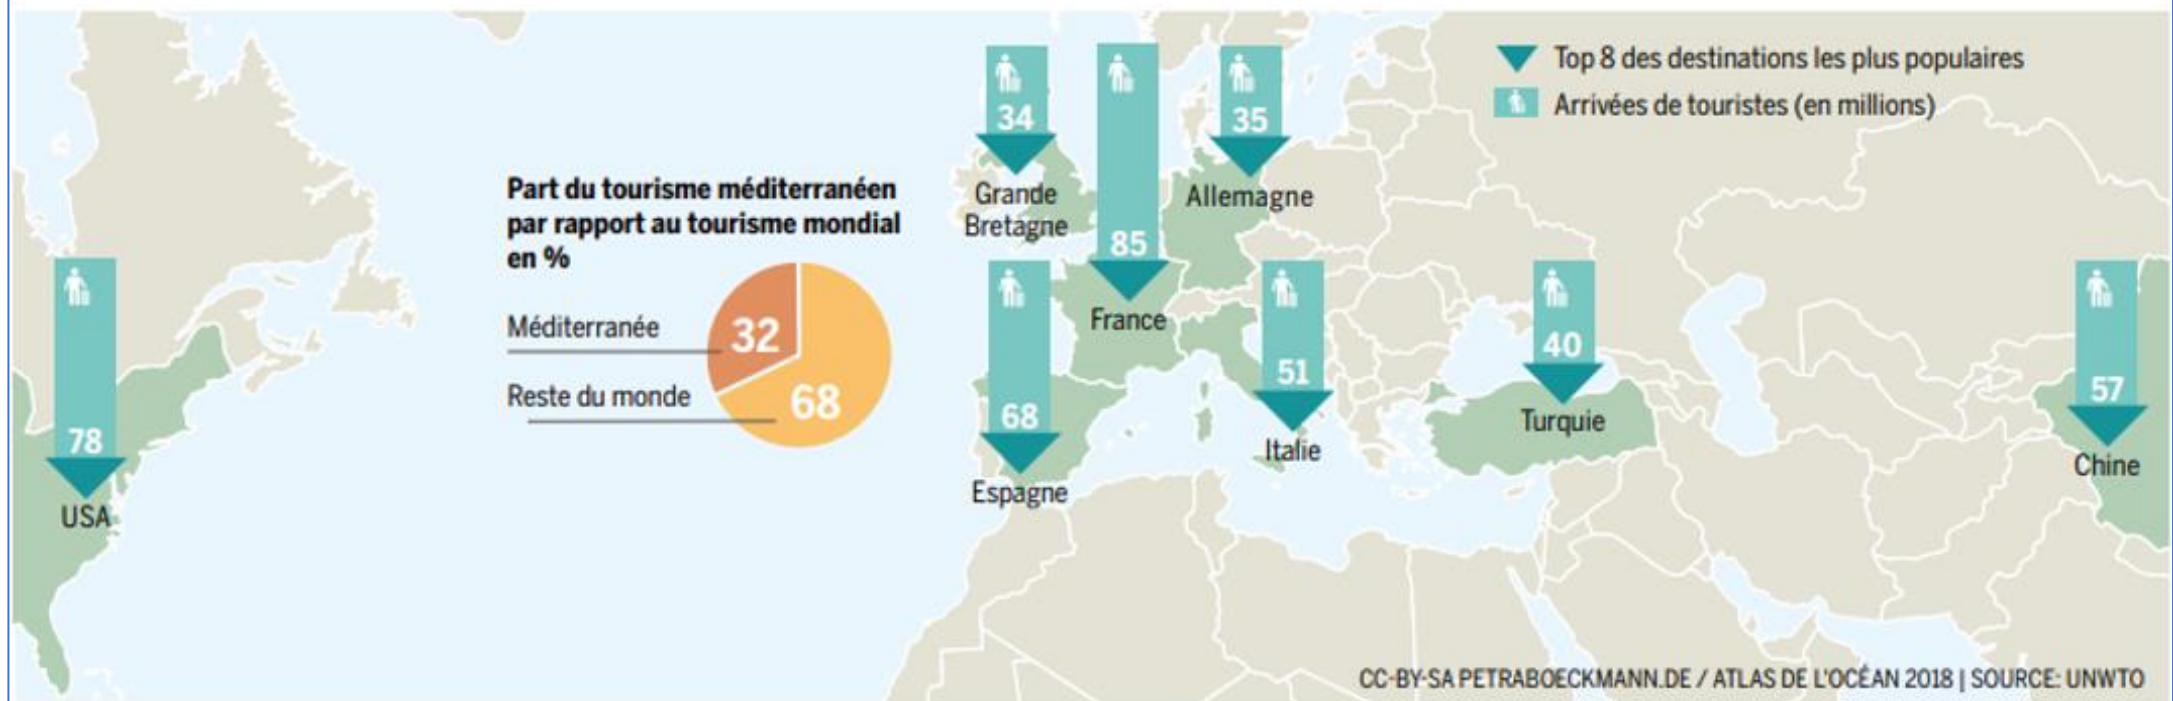 Top 8 des destinations les plus populaires
Arrivées de touristes (en millions)
Part du tourisme méditerranéen
par rapport au tourisme mondial
en %
Méditerranée
32
Reste du monde
68
78
USA
34
Grande
Bretagne
85
France
35
Allemagne
68
Espagne
51
Italie
40
Turquie
57
Chine
CC-BY-SA PETRABOECKMANN.DE / ATLAS DE L'OCÉAN 2018 | SOURCE: UNWTO